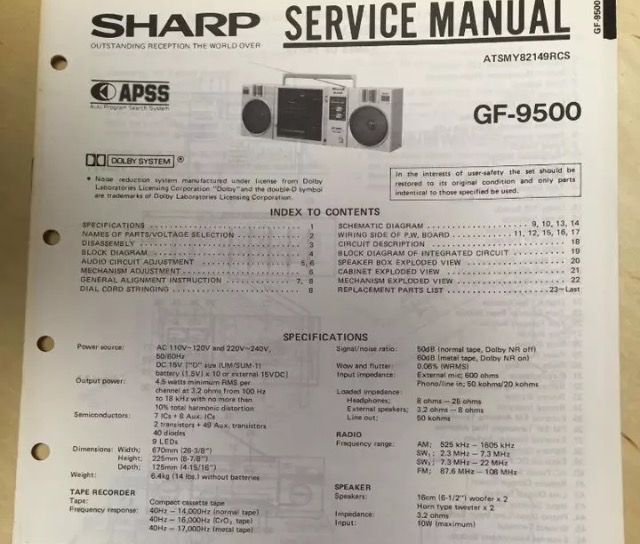 SHARP SERVICE MANUAL
GF-9500
OUTSTANDING RECEPTION THE WORLD OVER
ATSMY82149RCS
APSS
Auto Program Search System
GF-9500
DOLBY SYSTEM ®
* Noise reduction system manufactured under license from Dolby
Laboratories Licensing Corporation "Dolby" and the double-D symbol
are trademarks of Dolby Laboratories Licensing Corporation.
In the interests of user-safety the set should be
restored to its original condition and only parts
indentical to those specified be used.
INDEX TO CONTENTS
SPECIFICATIONS 1
NAMES OF PARTS/VOLTAGE SELECTION 2
DISASSEMBLY 3
BLOCK DIAGRAM 4
AUDIO CIRCUIT ADJUSTMENT 5, 6
MECHANISM ADJUSTMENT 6
GENERAL ALIGNMENT INSTRUCTION 7, 8
DIAL CORD STRINGING 8
SCHEMATIC DIAGRAM 9, 10, 13, 14
WIRING SIDE OF P.W. BOARD 11, 12, 15, 16, 17
CIRCUIT DESCRIPTION 18
BLOCK DIAGRAM OF INTEGRATED CIRCUIT 19
SPEAKER BOX EXPLODED VIEW 20
CABINET EXPLODED VIEW 21
MECHANISM EXPLODED VIEW 22
REPLACEMENT PARTS LIST 23~Last
SPECIFICATIONS
Power source: AC 110V~120V and 220V~240V,
50/60Hz
DC 15V ["D" size (UM/SUM-1)
battery (1.5V) x 10 or external 15VDC]
Output power: 4.5 watts minimum RMS per
channel at 3.2 ohms from 100 Hz
to 18 kHz with no more than
10% total harmonic distortion
Semiconductors: 7 ICs + 8 Aux. ICs
2 transistors + 49 Aux. transistors
40 diodes
9 LEDs
Dimensions: Width: 670mm (26-3/8")
Height: 225mm (8-7/8")
Depth: 125mm (4-15/16")
Weight: 6.4kg (14 lbs.) without batteries
TAPE RECORDER
Tape: Compact cassette tape
Frequency response: 40Hz – 14,000Hz (normal tape)
40Hz – 16,000Hz (CrO₂ tape)
40Hz – 17,000Hz (metal tape)
Signal/noise ratio: 50dB (normal tape, Dolby NR off)
60dB (metal tape, Dolby NR on)
Wow and flutter: 0.06% (WRMS)
Input impedance: External mic; 600 ohms
Phono/line in; 50 kohms/20 kohms
Loaded impedance:
Headphones; 8 ohms – 25 ohms
External speakers; 3.2 ohms – 8 ohms
Line out; 50 kohms
RADIO
Frequency range: AM; 525 kHz – 1605 kHz
SW₁; 2.3 MHz – 7.3 MHz
SW₂; 7.3 MHz – 22 MHz
FM; 87.6 MHz – 108 MHz
SPEAKER
Speakers: 16cm (6-1/2") woofer x 2
Horn type tweeter x 2
Impedance: 3.2 ohms
Input: 10W (maximum)